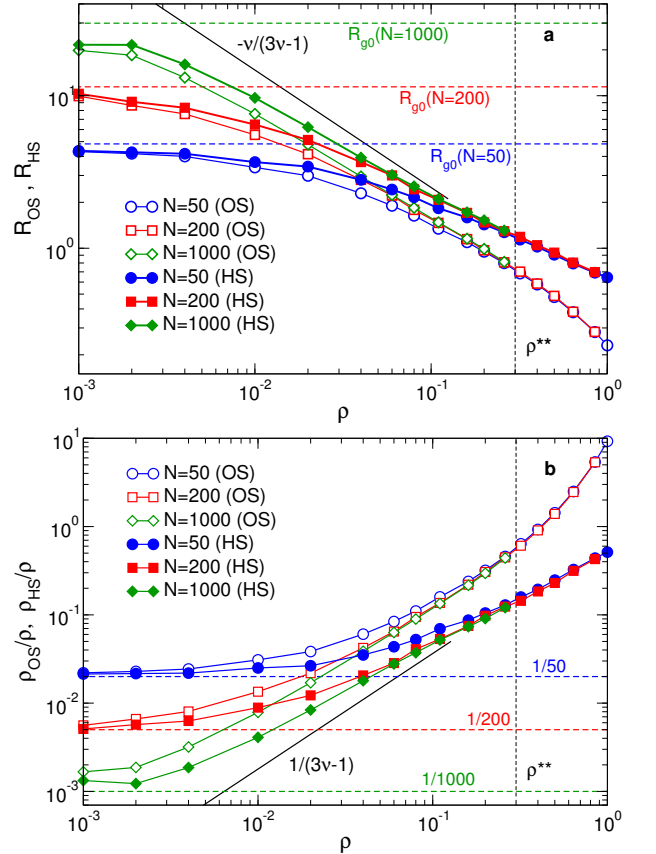 -ν/(3ν-1)
a
R_g0(N=1000)
R_g0(N=200)
R_g0(N=50)
10^1
10^0
R_OS , R_HS
N=50 (OS)
N=200 (OS)
N=1000 (OS)
N=50 (HS)
N=200 (HS)
N=1000 (HS)
ρ**
10^-3
10^-2
10^-1
10^0
ρ
10^1
10^0
10^-1
10^-2
10^-3
ρ_OS/ρ, ρ_HS/ρ
b
N=50 (OS)
N=200 (OS)
N=1000 (OS)
N=50 (HS)
N=200 (HS)
N=1000 (HS)
1/50
1/200
1/(3ν-1)
ρ**
1/1000
10^-3
10^-2
10^-1
10^0
ρ